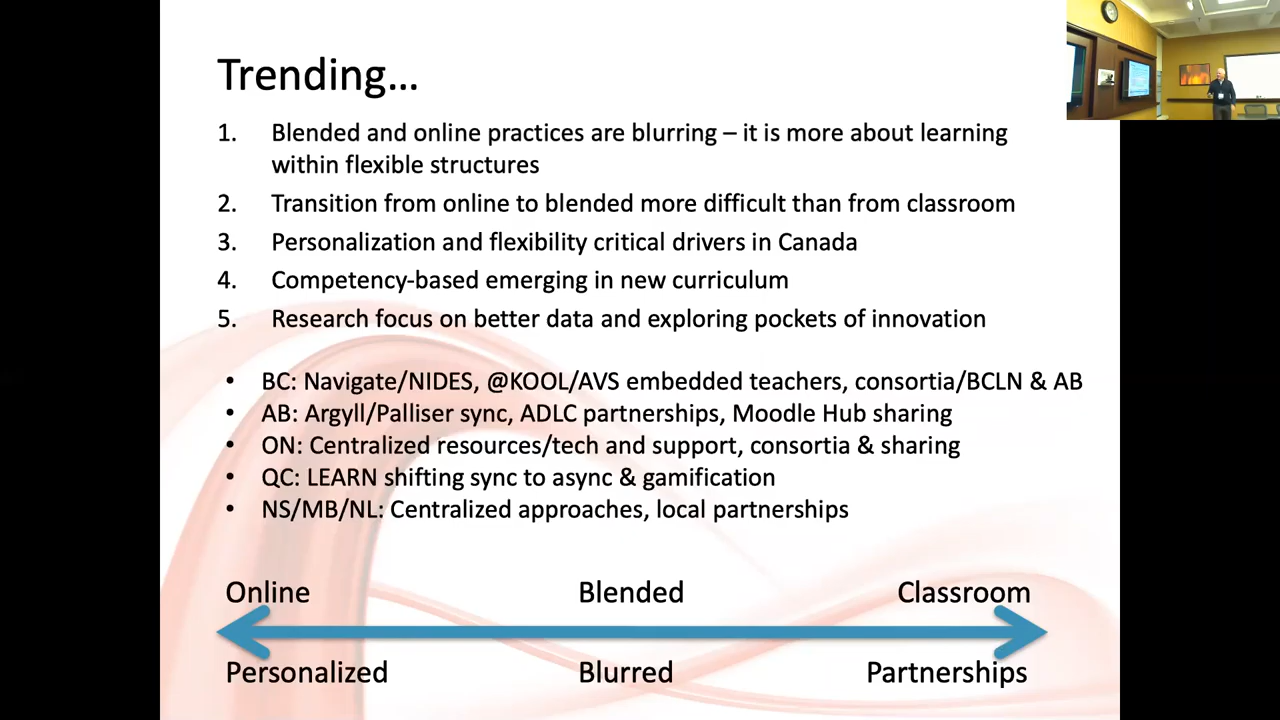 Trending…
1. Blended and online practices are blurring – it is more about learning
within flexible structures
2. Transition from online to blended more difficult than from classroom
3. Personalization and flexibility critical drivers in Canada
4. Competency-based emerging in new curriculum
5. Research focus on better data and exploring pockets of innovation
• BC: Navigate/NIDES, @KOOL/AVS embedded teachers, consortia/BCLN & AB
• AB: Argyll/Palliser sync, ADLC partnerships, Moodle Hub sharing
• ON: Centralized resources/tech and support, consortia & sharing
• QC: LEARN shifting sync to async & gamification
• NS/MB/NL: Centralized approaches, local partnerships
Online Blended Classroom
Personalized Blurred Partnerships